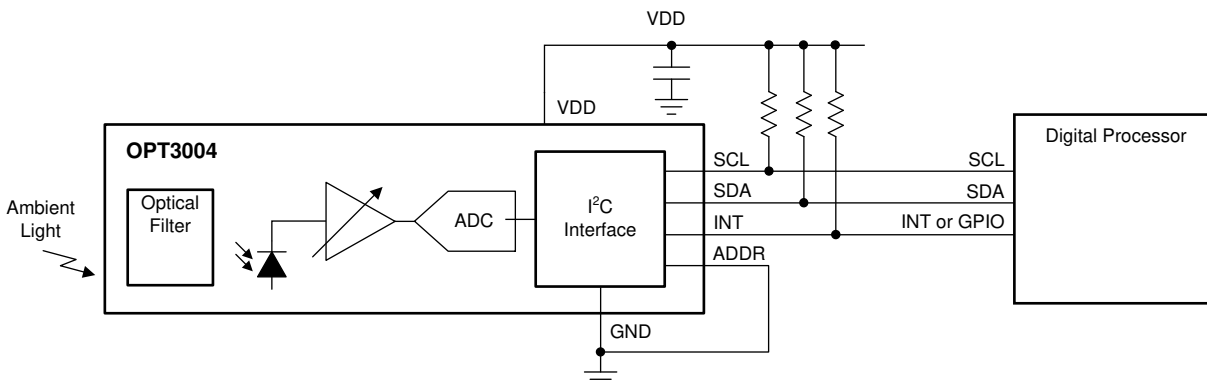 VDD
VDD
OPT3004
Digital Processor
Ambient
Light
Optical
Filter
ADC
I²C
Interface
SCL
SCL
SDA
SDA
INT
INT or GPIO
ADDR
GND